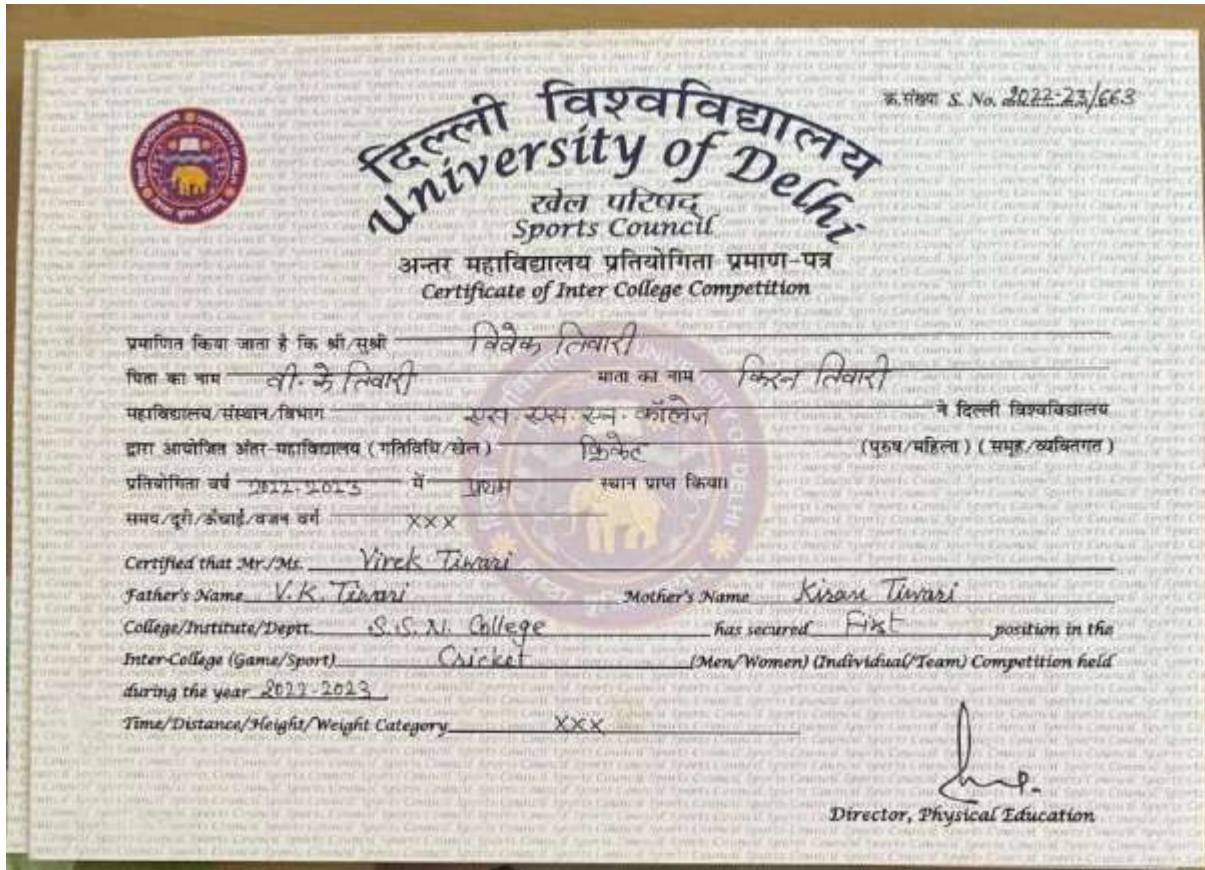 क्र.संख्या S. No. 2022-23/663
दिल्ली विश्वविद्यालय
University of Delhi
खेल परिषद्
Sports Council
अन्तर महाविद्यालय प्रतियोगिता प्रमाण-पत्र
Certificate of Inter College Competition
प्रमाणित किया जाता है कि श्री/सुश्री विवेक तिवारी
पिता का नाम वी. के तिवारी माता का नाम किरन तिवारी
महाविद्यालय/संस्थान/विभाग एस एस एन. कॉलेज ने दिल्ली विश्वविद्यालय
द्वारा आयोजित अंतर-महाविद्यालय (गतिविधि/खेल) क्रिकेट (पुरुष/महिला) (समूह/व्यक्तिगत)
प्रतियोगिता वर्ष 2022-2023 में प्रथम स्थान प्राप्त किया।
समय/दूरी/ऊँचाई/वजन वर्ग XXX
Certified that Mr./Ms. Vivek Tiwari
Father's Name V.K. Tiwari Mother's Name Kiran Tiwari
College/Institute/Deptt. S.S.N. College has secured First position in the
Inter-College (Game/Sport) Cricket (Men/Women) (Individual/Team) Competition held
during the year 2022-2023
Time/Distance/Height/Weight Category XXX
Director, Physical Education